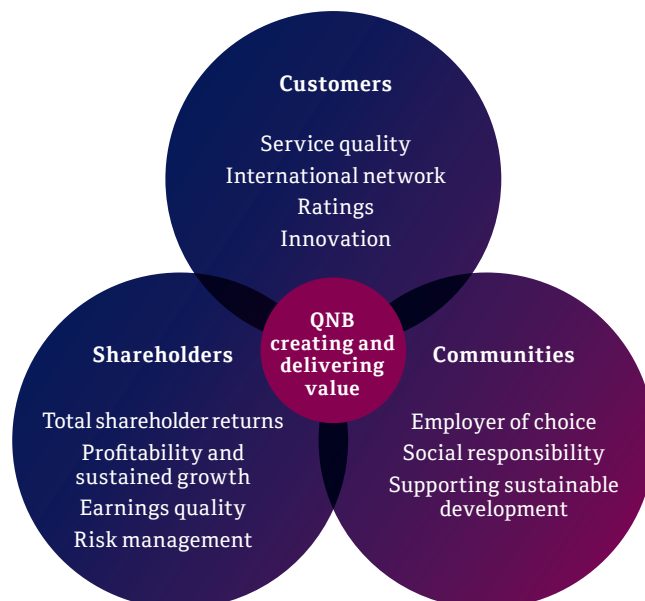 Customers
Service quality
International network
Ratings
Innovation
QNB
creating and
delivering
value
Shareholders
Total shareholder returns
Profitability and
sustained growth
Earnings quality
Risk management
Communities
Employer of choice
Social responsibility
Supporting sustainable
development